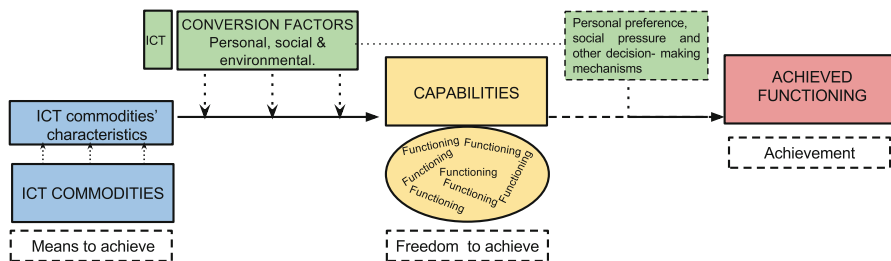 ICT
CONVERSION FACTORS
Personal, social &
environmental.
Personal preference,
social pressure and
other decision- making
mechanisms
ICT commodities'
characteristics
CAPABILITIES
ACHIEVED
FUNCTIONING
ICT COMMODITIES
Functioning
Functioning
Functioning
Functioning
Functioning
Functioning
Functioning
Achievement
Means to achieve
Freedom to achieve